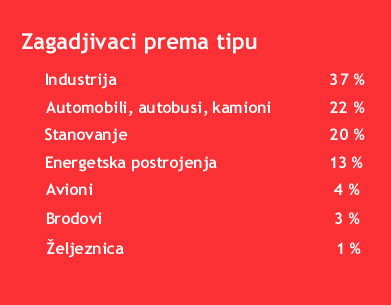 Zagadjivaci prema tipu
Industrija 37 %
Automobili, autobusi, kamioni 22 %
Stanovanje 20 %
Energetska postrojenja 13 %
Avioni 4 %
Brodovi 3 %
Željeznica 1 %